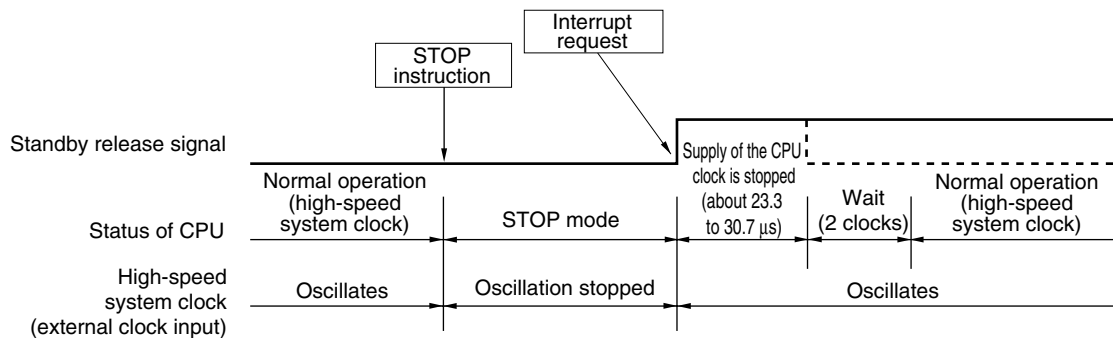 Interrupt
request
STOP
instruction
Standby release signal
Supply of the CPU
clock is stopped
(about 23.3
to 30.7 μs)
Normal operation
(high-speed
system clock)
Wait
(2 clocks)
Normal operation
(high-speed
system clock)
Status of CPU
STOP mode
High-speed
system clock
(external clock input)
Oscillates
Oscillation stopped
Oscillates